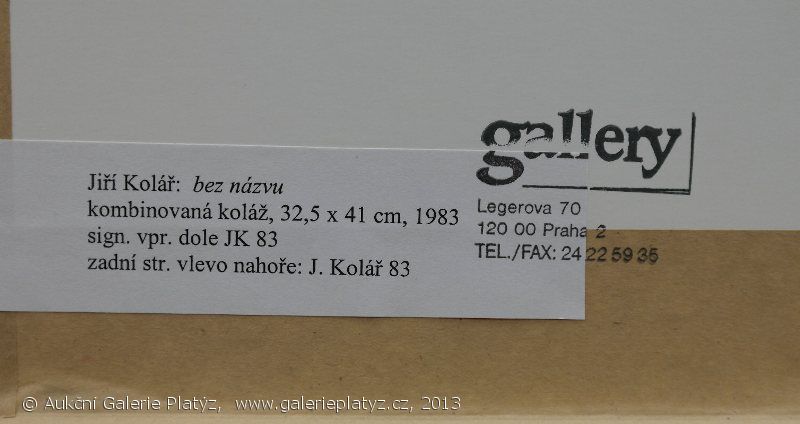 Jiří Kolář: bez názvu
kombinovaná koláž, 32,5 x 41 cm, 1983
sign. vpr. dole JK 83
zadní str. vlevo nahoře: J. Kolář 83
gallery
Legerova 70
120 00 Praha 2
TEL./FAX: 24 22 59 35
© Aukční Galerie Platýz, www.galerieplatyz.cz, 2013